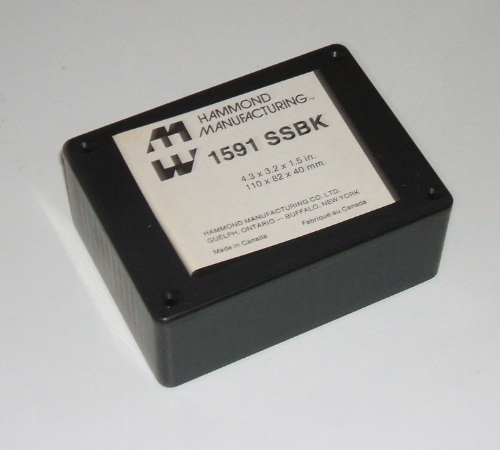 HAMMOND
MANUFACTURING™
1591 SSBK
4.3 x 3.2 x 1.5 in.
110 x 82 x 40 mm.
HAMMOND MANUFACTURING CO. LTD.
GUELPH, ONTARIO — BUFFALO, NEW YORK
Made in Canada Fabriqué au Canada